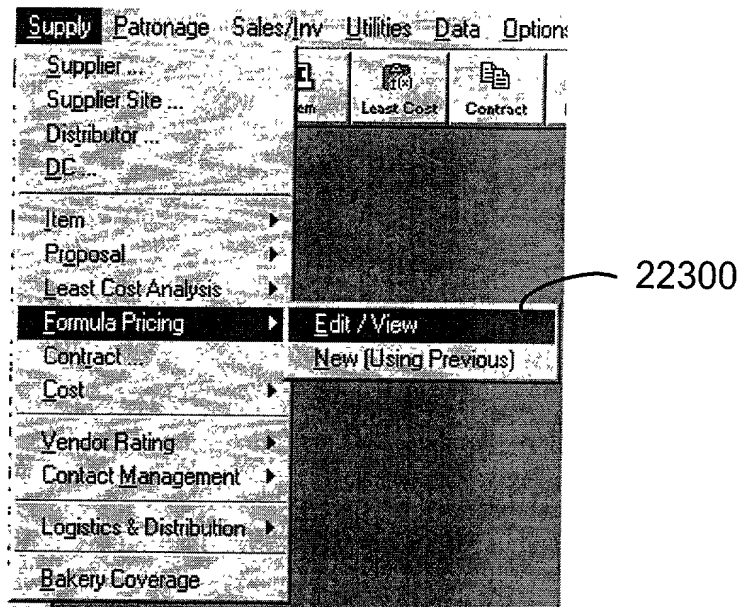 Supply Patronage Sales/Inv Utilities Data Options
Supplier ...
Supplier Site ...
Distributor ...
DC ...
Least Cost Contract
Item
Proposal
Least Cost Analysis
22300
Formula Pricing Edit / View
Contract ... New (Using Previous)
Cost
Vendor Rating
Contact Management
Logistics & Distribution
Bakery Coverage